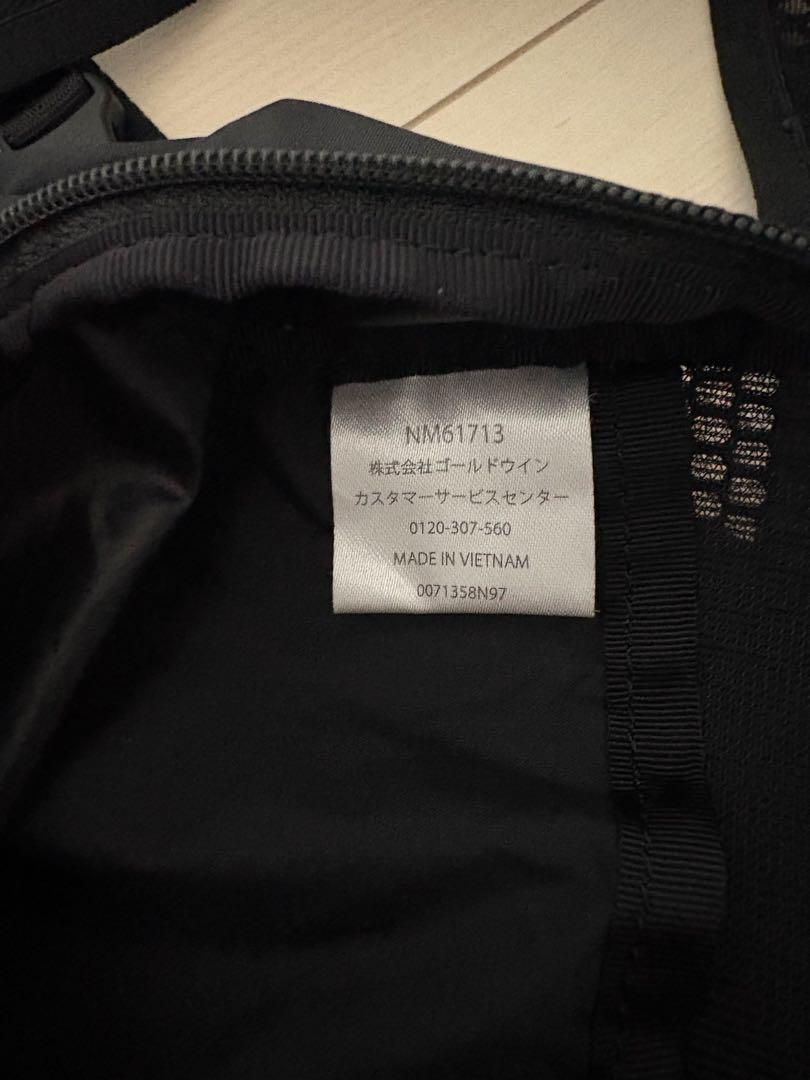 NM61713
株式会社ゴールドウイン
カスタマーサービスセンター
0120-307-560
MADE IN VIETNAM
0071358N97